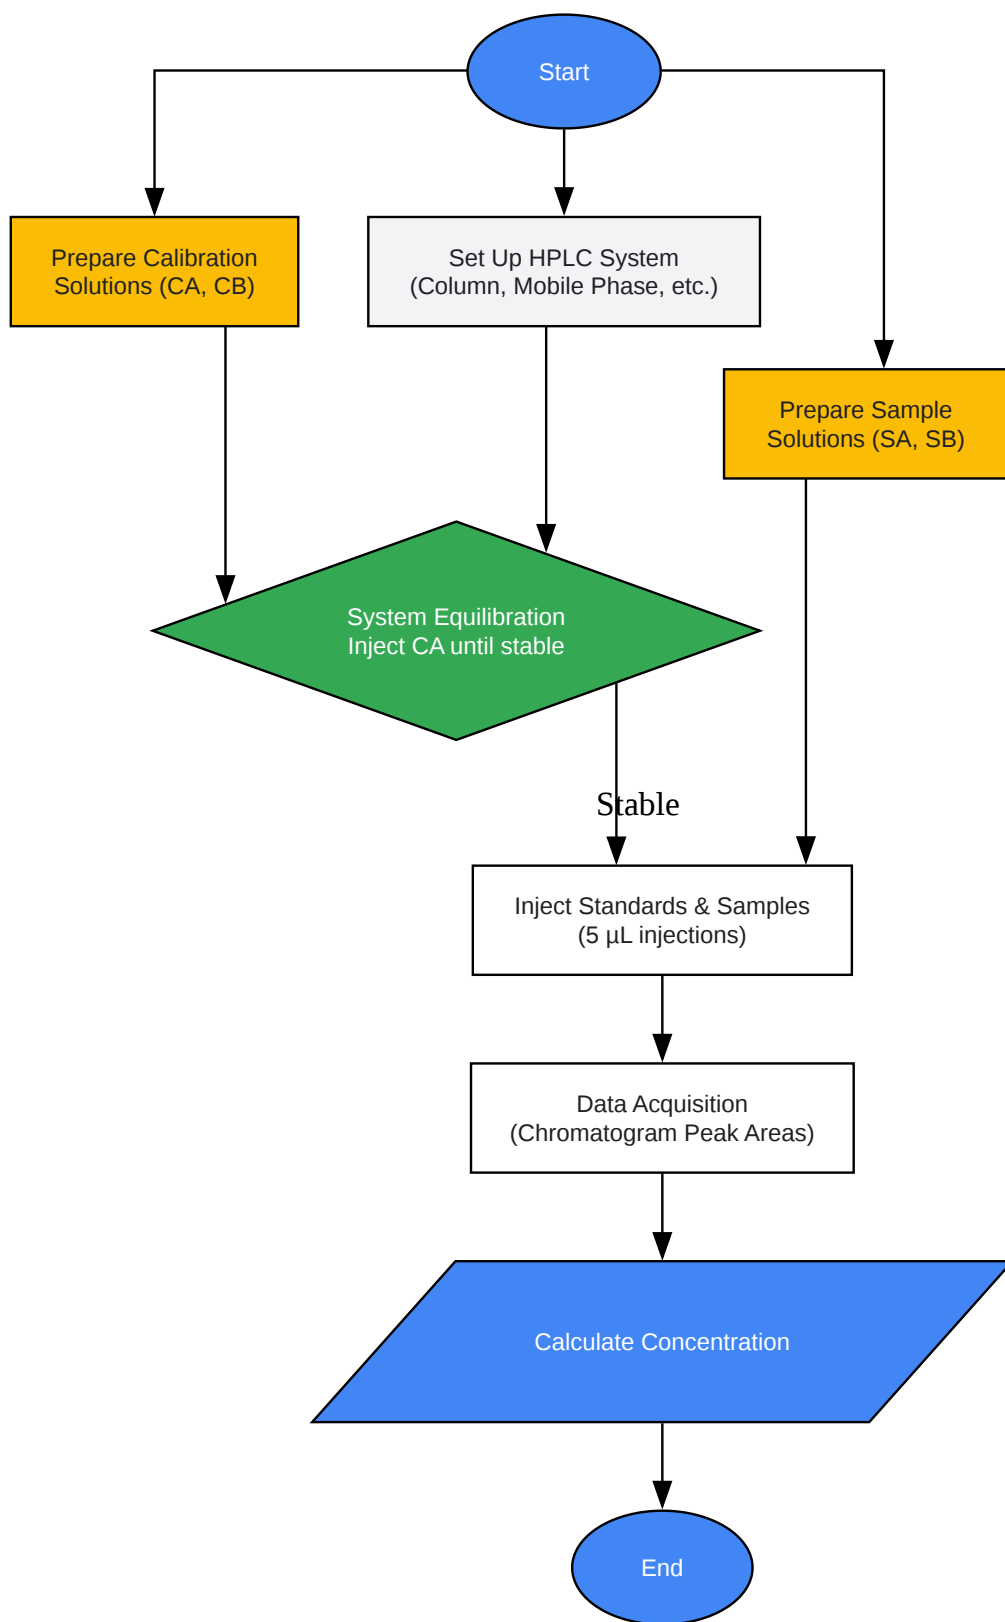 Start
Prepare Calibration
Solutions (CA, CB)
Set Up HPLC System
(Column, Mobile Phase, etc.)
Prepare Sample
Solutions (SA, SB)
System Equilibration
Inject CA until stable
Stable
Inject Standards & Samples
(5 µL injections)
Data Acquisition
(Chromatogram Peak Areas)
Calculate Concentration
End